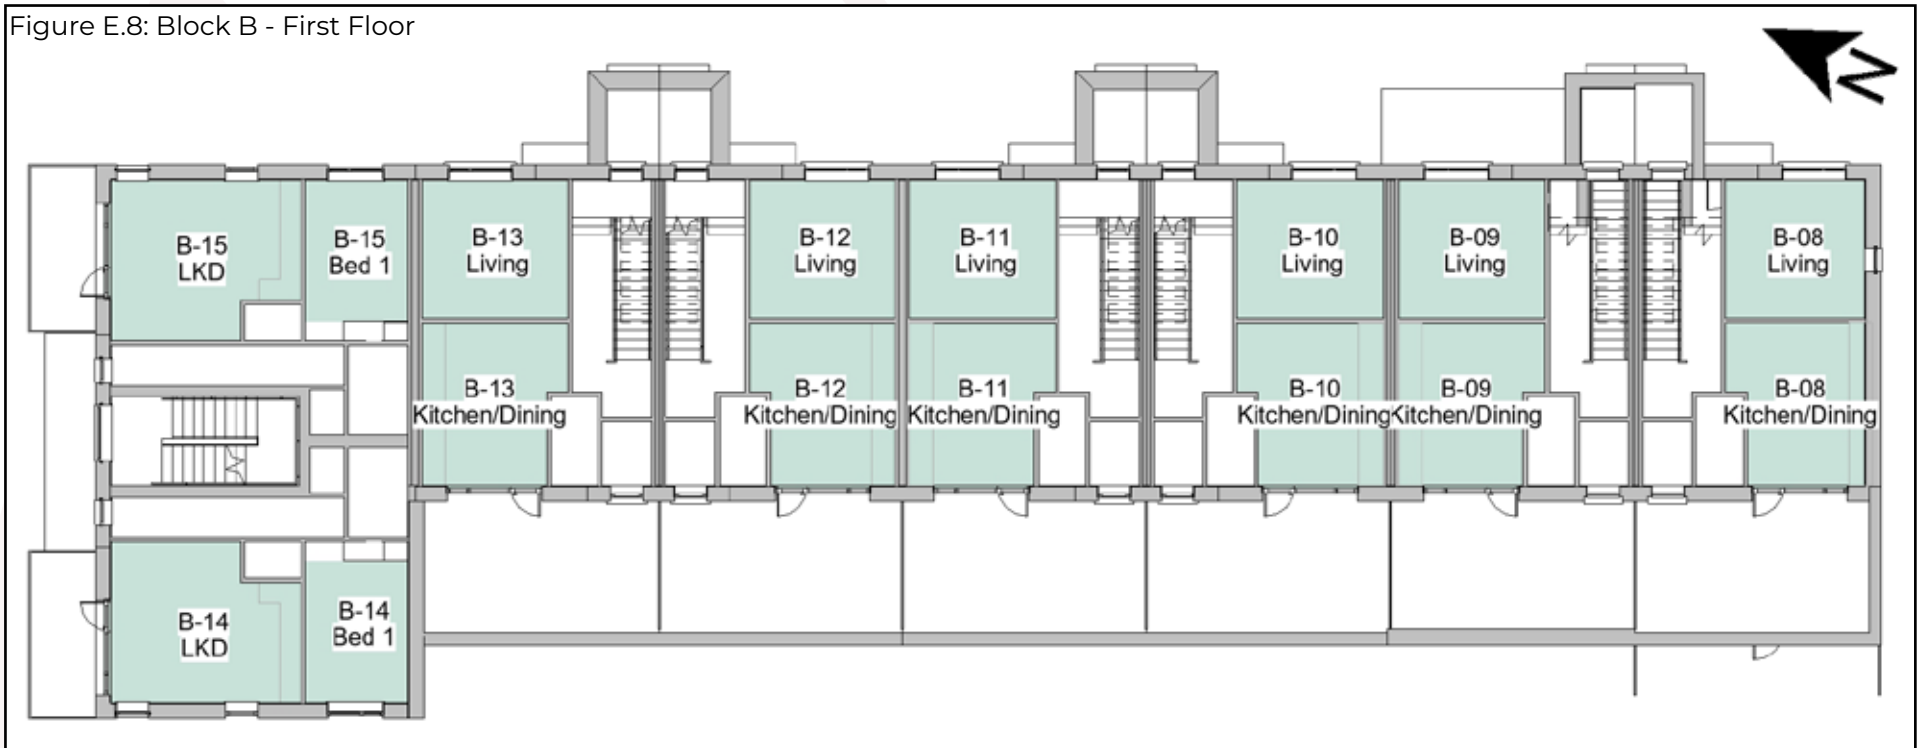 Figure E.8: Block B - First Floor
N
B-15
LKD
B-15
Bed 1
B-13
Living
B-12
Living
B-11
Living
B-10
Living
B-09
Living
B-08
Living
B-13
Kitchen/Dining
B-12
Kitchen/Dining
B-11
Kitchen/Dining
B-10
Kitchen/Dining
B-09
Kitchen/Dining
B-08
Kitchen/Dining
B-14
LKD
B-14
Bed 1